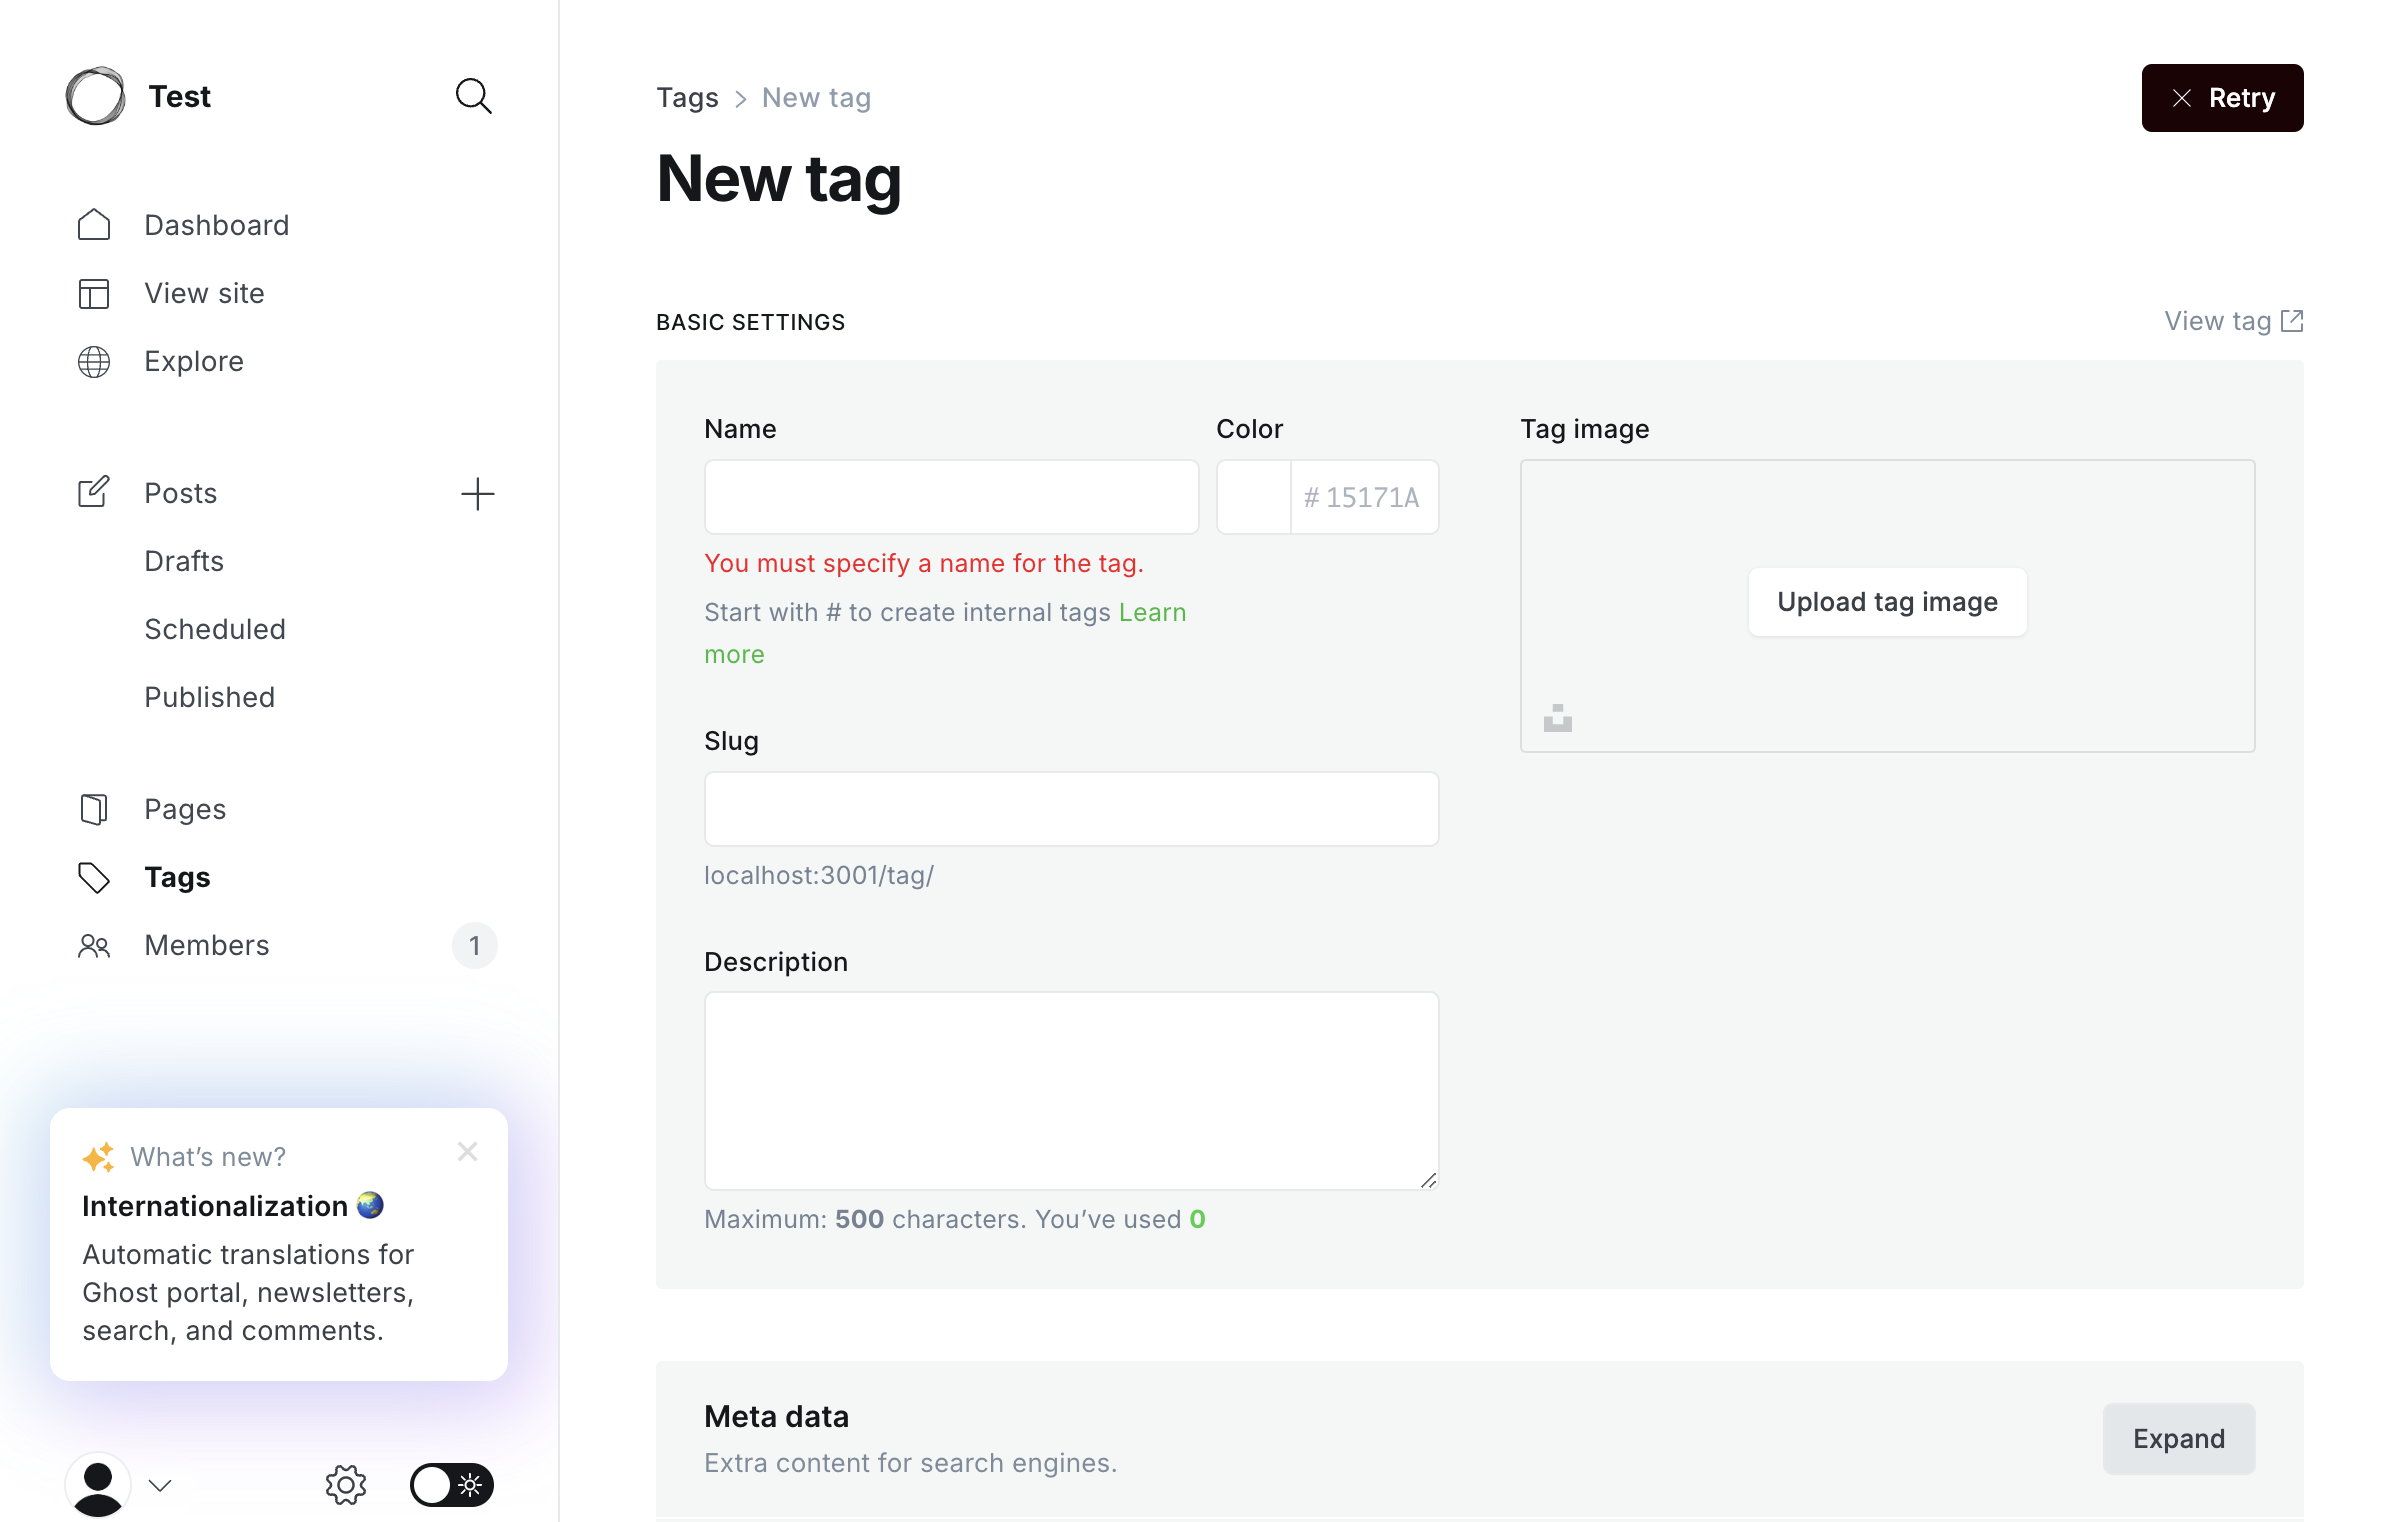 Test
Dashboard
View site
Explore
Posts
Drafts
Scheduled
Published
Pages
Tags
Members
1
What’s new?
Internationalization 🌏
Automatic translations for
Ghost portal, newsletters,
search, and comments.
Tags > New tag
Retry
New tag
BASIC SETTINGS
View tag
Name
You must specify a name for the tag.
Start with # to create internal tags Learn
more
Color
# 15171A
Slug
localhost:3001/tag/
Description
Maximum: 500 characters. You’ve used 0
Tag image
Upload tag image
Meta data
Extra content for search engines.
Expand